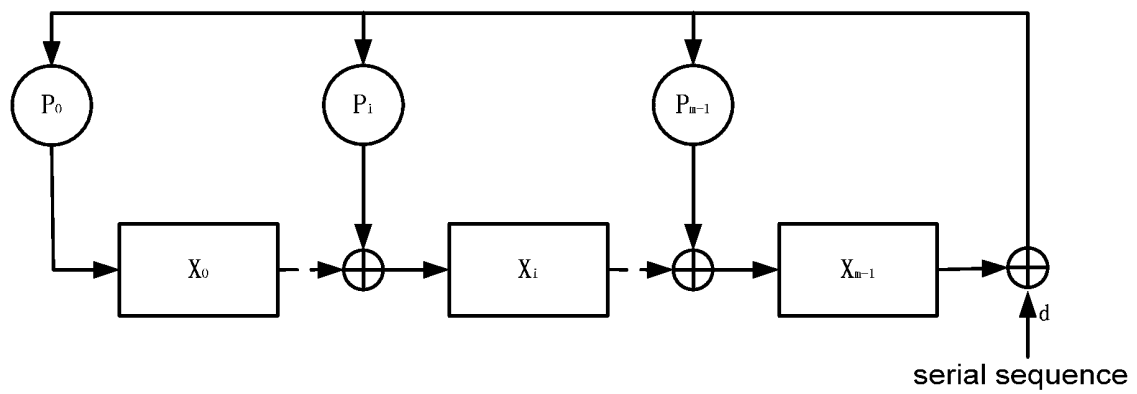 P₀ Pᵢ Pₘ₋₁
X₀ Xᵢ Xₘ₋₁
d
serial sequence